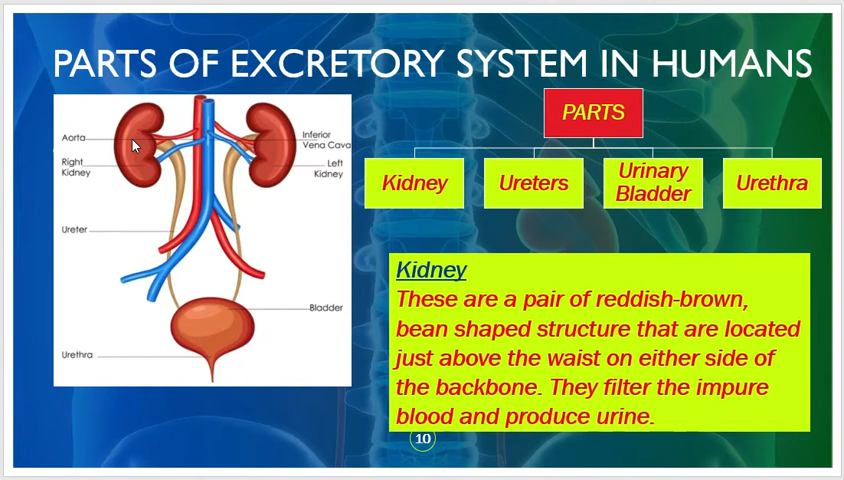 PARTS OF EXCRETORY SYSTEM IN HUMANS
Aorta
Right
Kidney
Ureter
Urethra
Inferior
Vena Cava
Left
Kidney
Bladder
PARTS
Kidney
Ureters
Urinary
Bladder
Urethra
Kidney
These are a pair of reddish-brown,
bean shaped structure that are located
just above the waist on either side of
the backbone. They filter the impure
blood and produce urine.
10